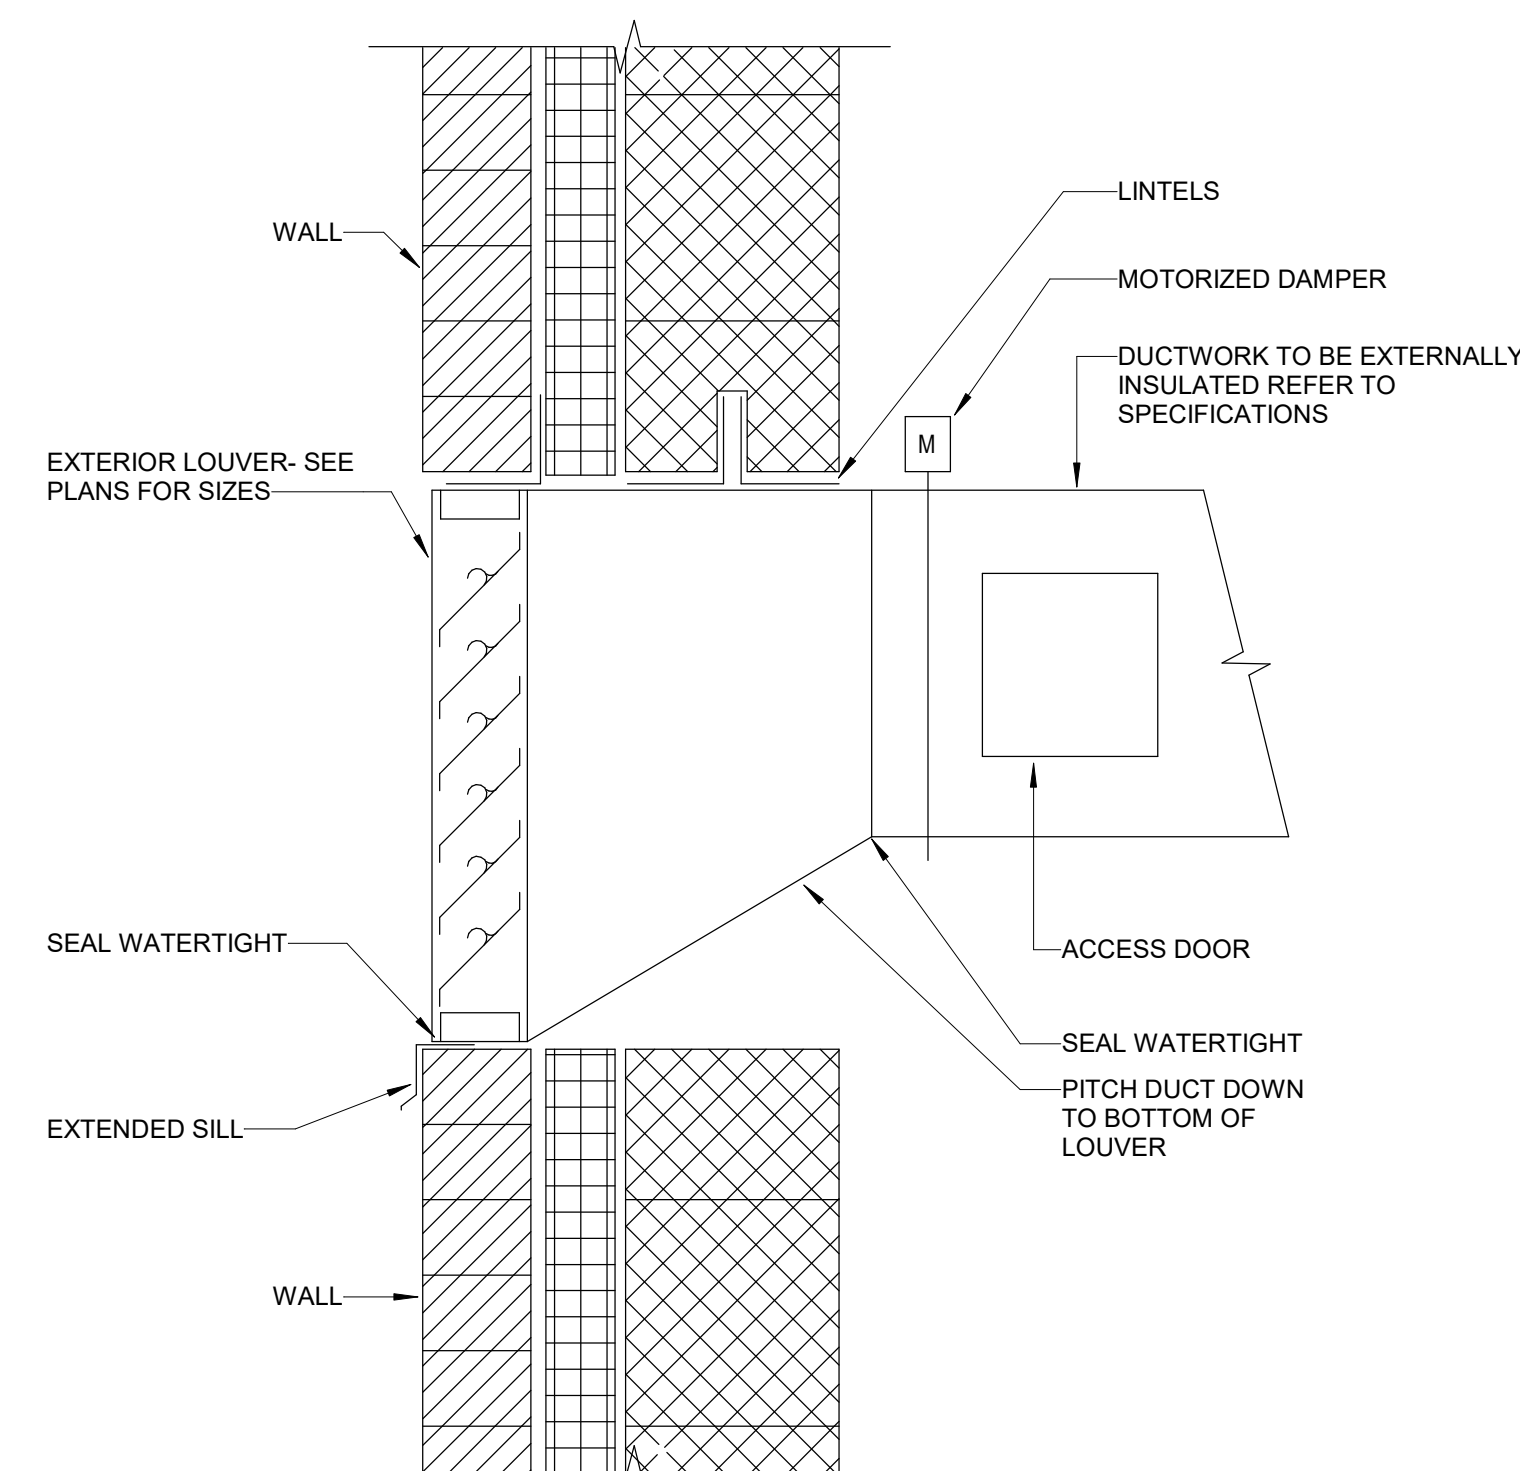 LINTELS
WALL
MOTORIZED DAMPER
DUCTWORK TO BE EXTERNALLY
INSULATED REFER TO
SPECIFICATIONS
M
EXTERIOR LOUVER- SEE
PLANS FOR SIZES
SEAL WATERTIGHT
ACCESS DOOR
SEAL WATERTIGHT
PITCH DUCT DOWN
TO BOTTOM OF
LOUVER
EXTENDED SILL
WALL